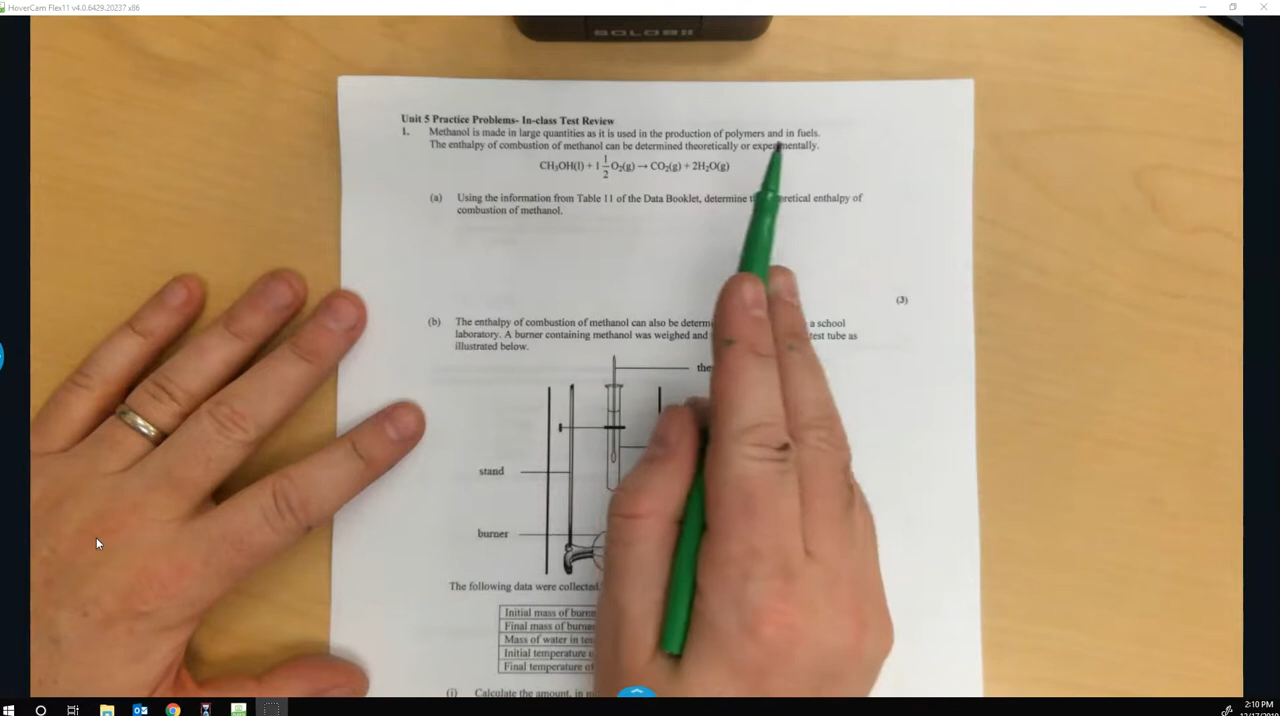 HoverCam Flex11 v4.0.6429.20237 x86
Unit 5 Practice Problems- In-class Test Review
1. Methanol is made in large quantities as it is used in the production of polymers and in fuels.
The enthalpy of combustion of methanol can be determined theoretically or experimentally.
CH₃OH(l) + 1 1/2 O₂(g) → CO₂(g) + 2H₂O(g)
(a) Using the information from Table 11 of the Data Booklet, determine enthalpy of
combustion of methanol.
(3)
(b) The enthalpy of combustion of methanol can also be a school
laboratory. A burner containing methanol was weighed and test tube as
illustrated below.
stand
burner
The following data were collected
Initial mass of
Final mass of
Mass of water in
Initial temperature
Final temperature
(i) Calculate the amount, in
2:10 PM